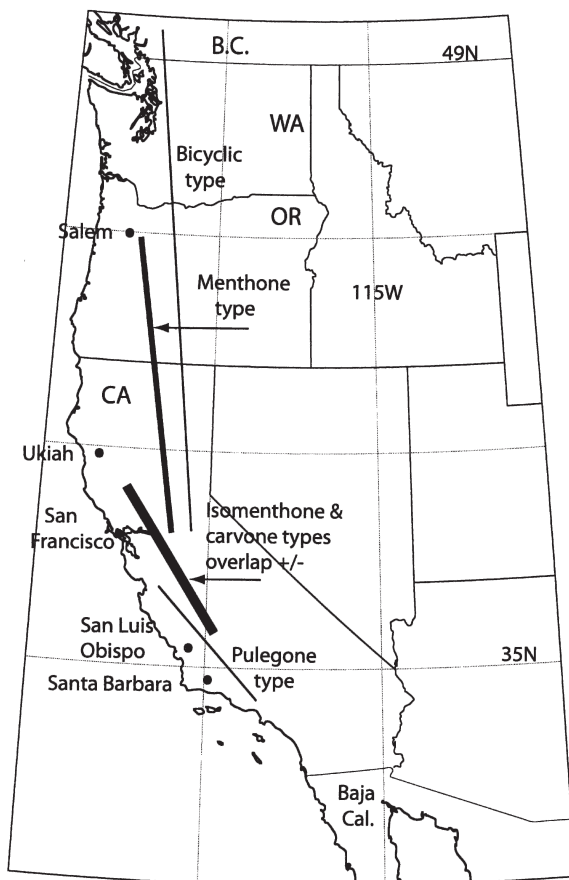 B.C.
49N
WA
Bicyclic
type
OR
Salem
Menthone
type
115W
CA
Ukiah
San
Francisco
Isomenthone &
carvone types
overlap +/-
San Luis
Obispo
Pulegone
type
35N
Santa Barbara
Baja
Cal.